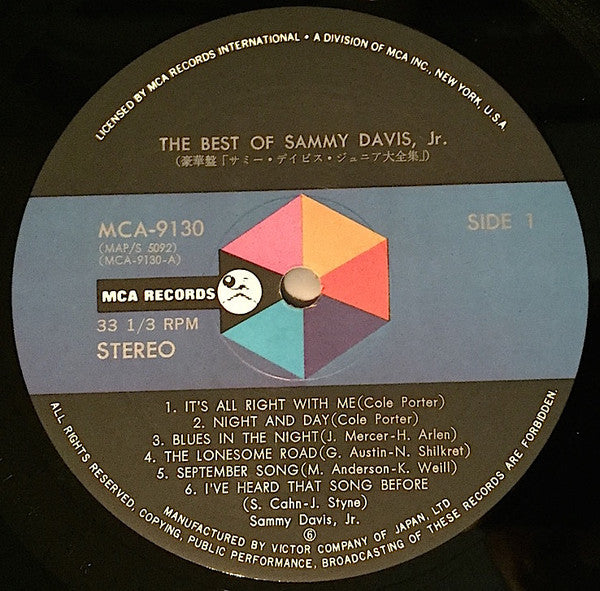 LICENSED BY MCA RECORDS INTERNATIONAL • A DIVISION OF MCA INC., NEW YORK, U.S.A.
THE BEST OF SAMMY DAVIS, Jr.
(豪華盤「サミー・デイビス・ジュニア大全集」)
MCA-9130
SIDE 1
(MAP/S 5092)
(MCA-9130-A)
MCA RECORDS
33 1/3 RPM
STEREO
1. IT'S ALL RIGHT WITH ME(Cole Porter)
2. NIGHT AND DAY(Cole Porter)
3. BLUES IN THE NIGHT(J. Mercer-H. Arlen)
4. THE LONESOME ROAD(G. Austin-N. Shilkret)
5. SEPTEMBER SONG(M. Anderson-K. Weill)
6. I'VE HEARD THAT SONG BEFORE
(S. Cahn-J. Styne)
Sammy Davis, Jr.
⑥
MANUFACTURED BY VICTOR COMPANY OF JAPAN, LTD
ALL RIGHTS RESERVED, COPYING, PUBLIC PERFORMANCE, BROADCASTING OF THESE RECORDS ARE FORBIDDEN.